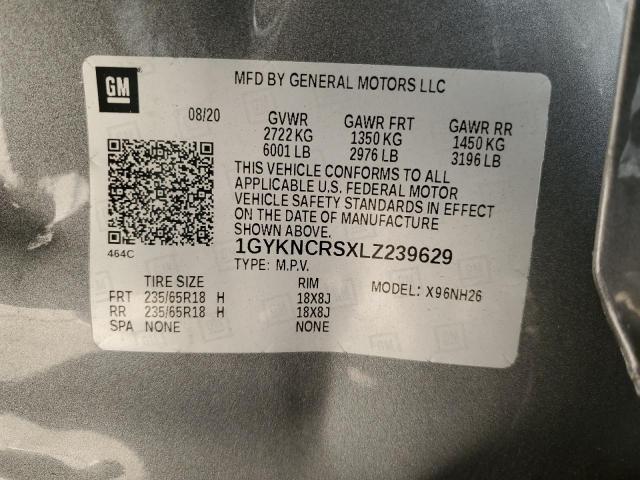 GM
MFD BY GENERAL MOTORS LLC
08/20
GVWR GAWR FRT GAWR RR
2722 KG 1350 KG 1450 KG
6001 LB 2976 LB 3196 LB
THIS VEHICLE CONFORMS TO ALL
APPLICABLE U.S. FEDERAL MOTOR
VEHICLE SAFETY STANDARDS IN EFFECT
ON THE DATE OF MANUFACTURE
SHOWN ABOVE.
1GYKNCRSXLZ239629
464C
TYPE: M.P.V.
TIRE SIZE RIM MODEL: X96NH26
FRT 235/65R18 H 18X8J
RR 235/65R18 H 18X8J
SPA NONE NONE